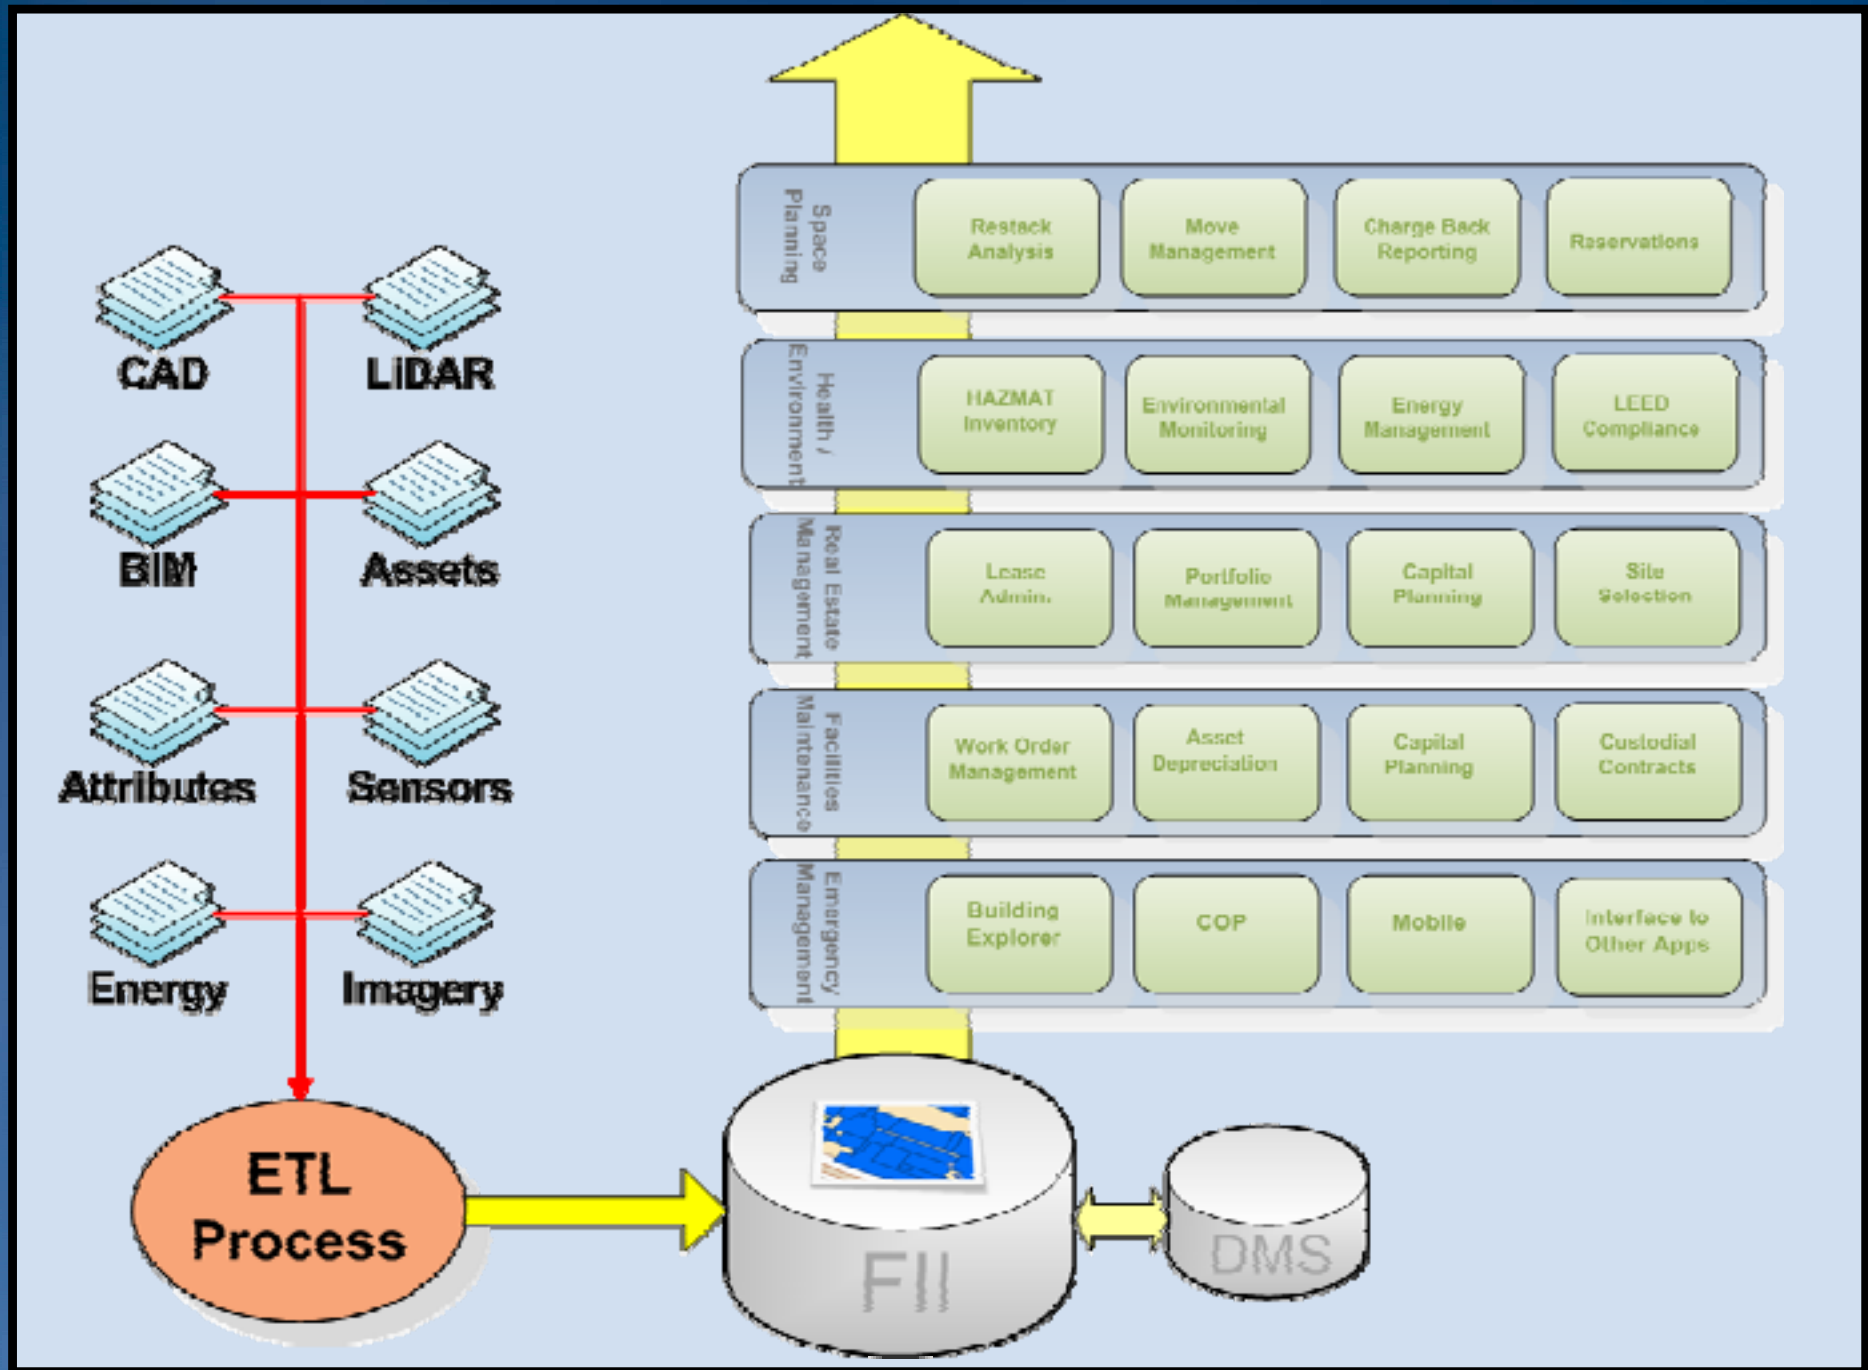 CAD
LiDAR
BIM
Assets
Attributes
Sensors
Energy
Imagery
ETL
Process
Space
Planning
Restack
Analysis
Move
Management
Charge Back
Reporting
Reservations
Health /
Environment
HAZMAT
Inventory
Environmental
Monitoring
Energy
Management
LEED
Compliance
Real Estate
Management
Lease
Admin.
Portfolio
Management
Capital
Planning
Site
Selection
Facilities
Maintenance
Work Order
Management
Asset
Depreciation
Capital
Planning
Custodial
Contracts
Emergency
Management
Building
Explorer
COP
Mobile
Interface to
Other Apps
FII
DMS